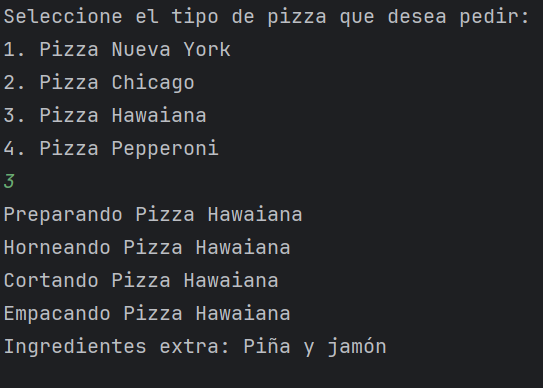 Seleccione el tipo de pizza que desea pedir:
1. Pizza Nueva York
2. Pizza Chicago
3. Pizza Hawaiana
4. Pizza Pepperoni
3
Preparando Pizza Hawaiana
Horneando Pizza Hawaiana
Cortando Pizza Hawaiana
Empacando Pizza Hawaiana
Ingredientes extra: Piña y jamón